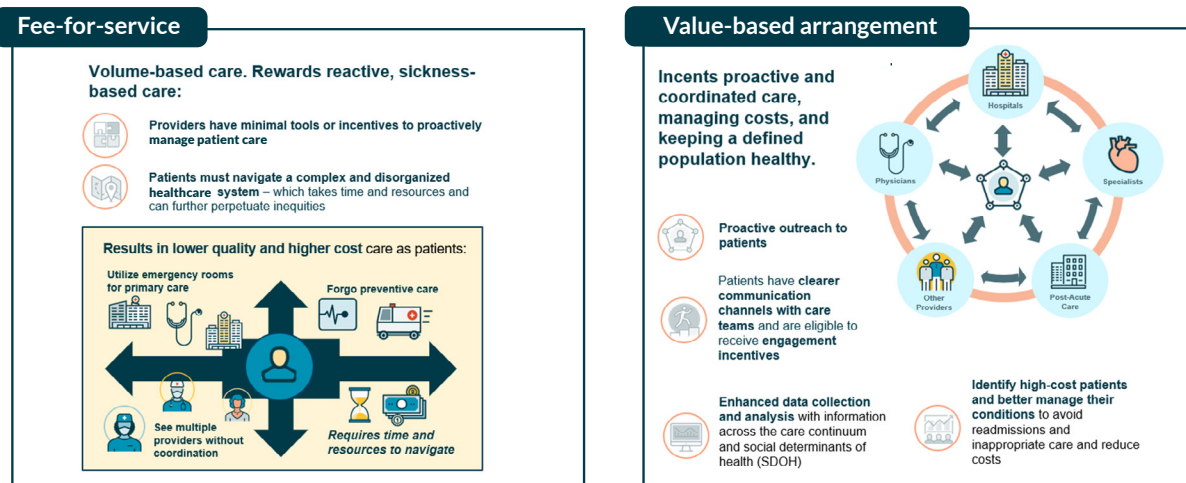 Fee-for-service
Volume-based care. Rewards reactive, sickness-
based care:
Providers have minimal tools or incentives to proactively
manage patient care
Patients must navigate a complex and disorganized
healthcare system – which takes time and resources and
can further perpetuate inequities
Results in lower quality and higher cost care as patients:
Utilize emergency rooms
for primary care
Forgo preventive care
See multiple
providers without
coordination
Requires time and
resources to navigate
Value-based arrangement
Incents proactive and
coordinated care,
managing costs, and
keeping a defined
population healthy.
Hospitals
Physicians
Specialists
Other
Providers
Post-Acute
Care
Proactive outreach to
patients
Patients have clearer
communication
channels with care
teams and are eligible to
receive engagement
incentives
Enhanced data collection
and analysis with information
across the care continuum
and social determinants of
health (SDOH)
Identify high-cost patients
and better manage their
conditions to avoid
readmissions and
inappropriate care and reduce
costs